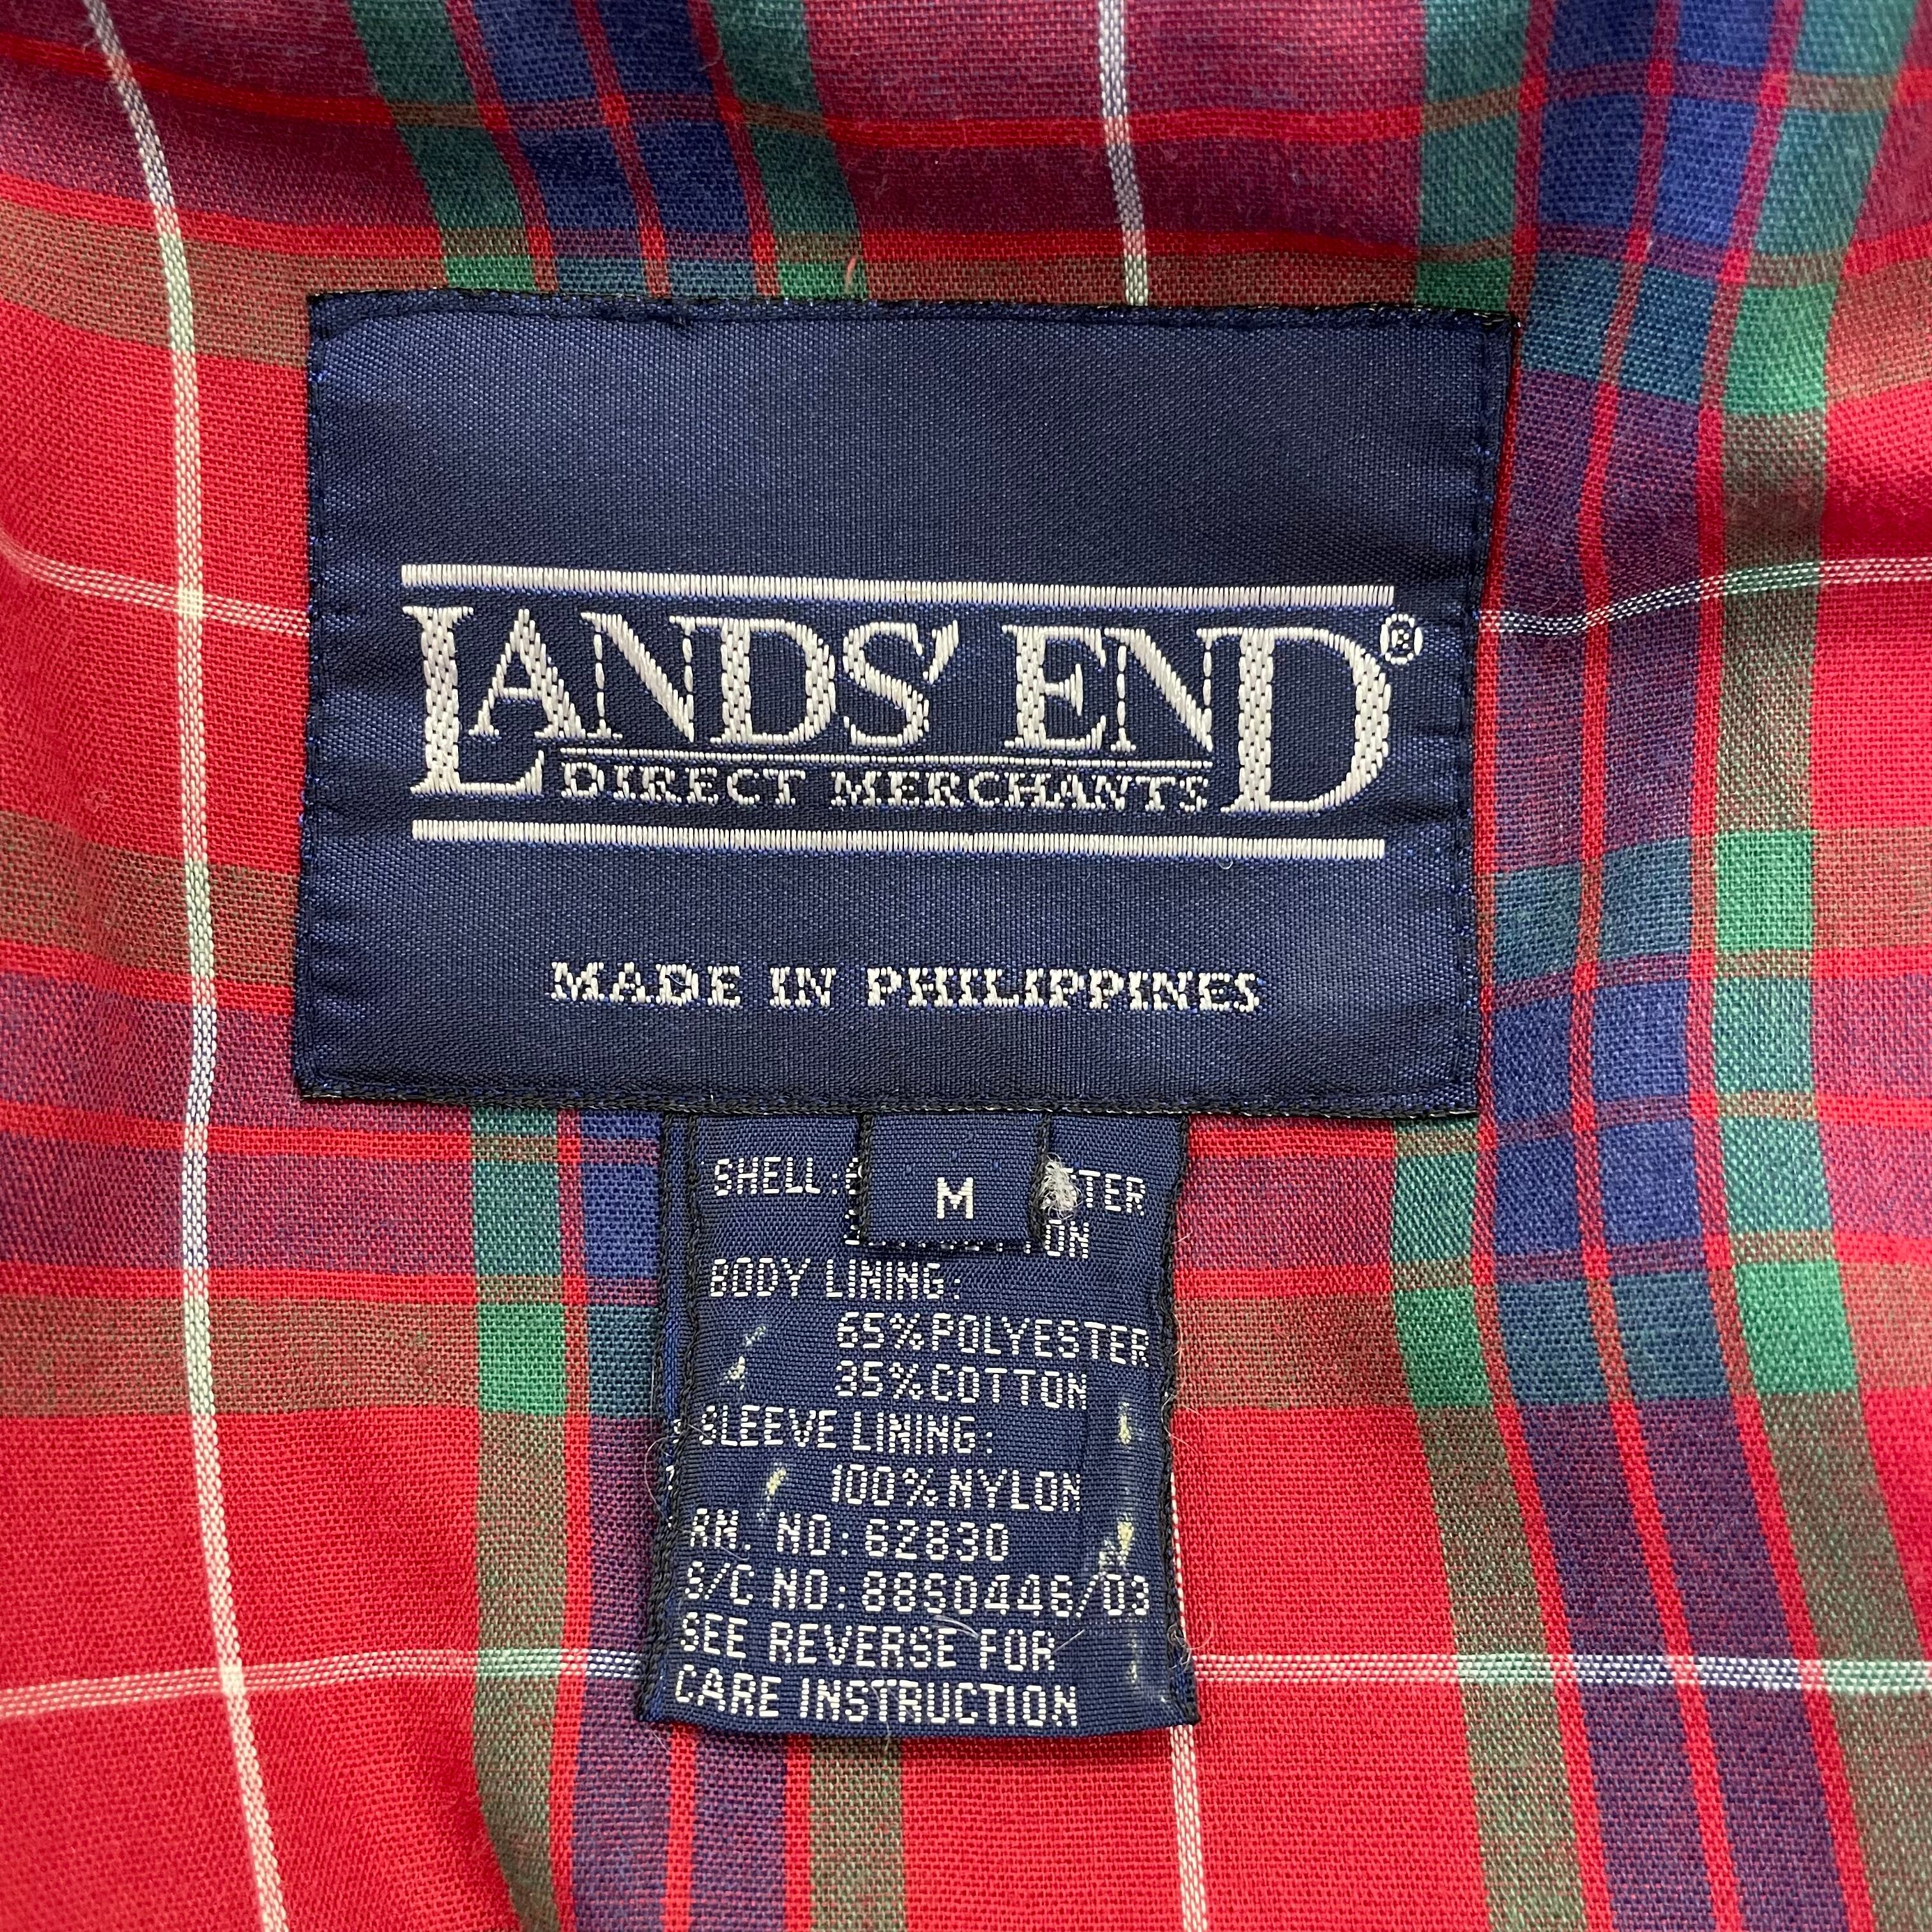 LANDS' END®
DIRECT MERCHANTS
MADE IN PHILIPPINES
M
SHELL:
BODY LINING:
65% POLYESTER
35% COTTON
SLEEVE LINING:
100% NYLON
RN. NO: 62830
S/C NO: 8850446/03
SEE REVERSE FOR
CARE INSTRUCTION